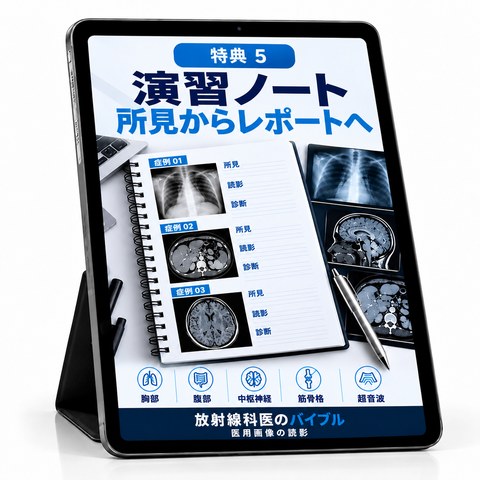 特典 5
演習ノート
所見からレポートへ
症例 01
所見
読影
診断
症例 02
所見
読影
診断
症例 03
所見
読影
診断
胸部
腹部
中枢神経
筋骨格
超音波
放射線科医のバイブル
医用画像の読影